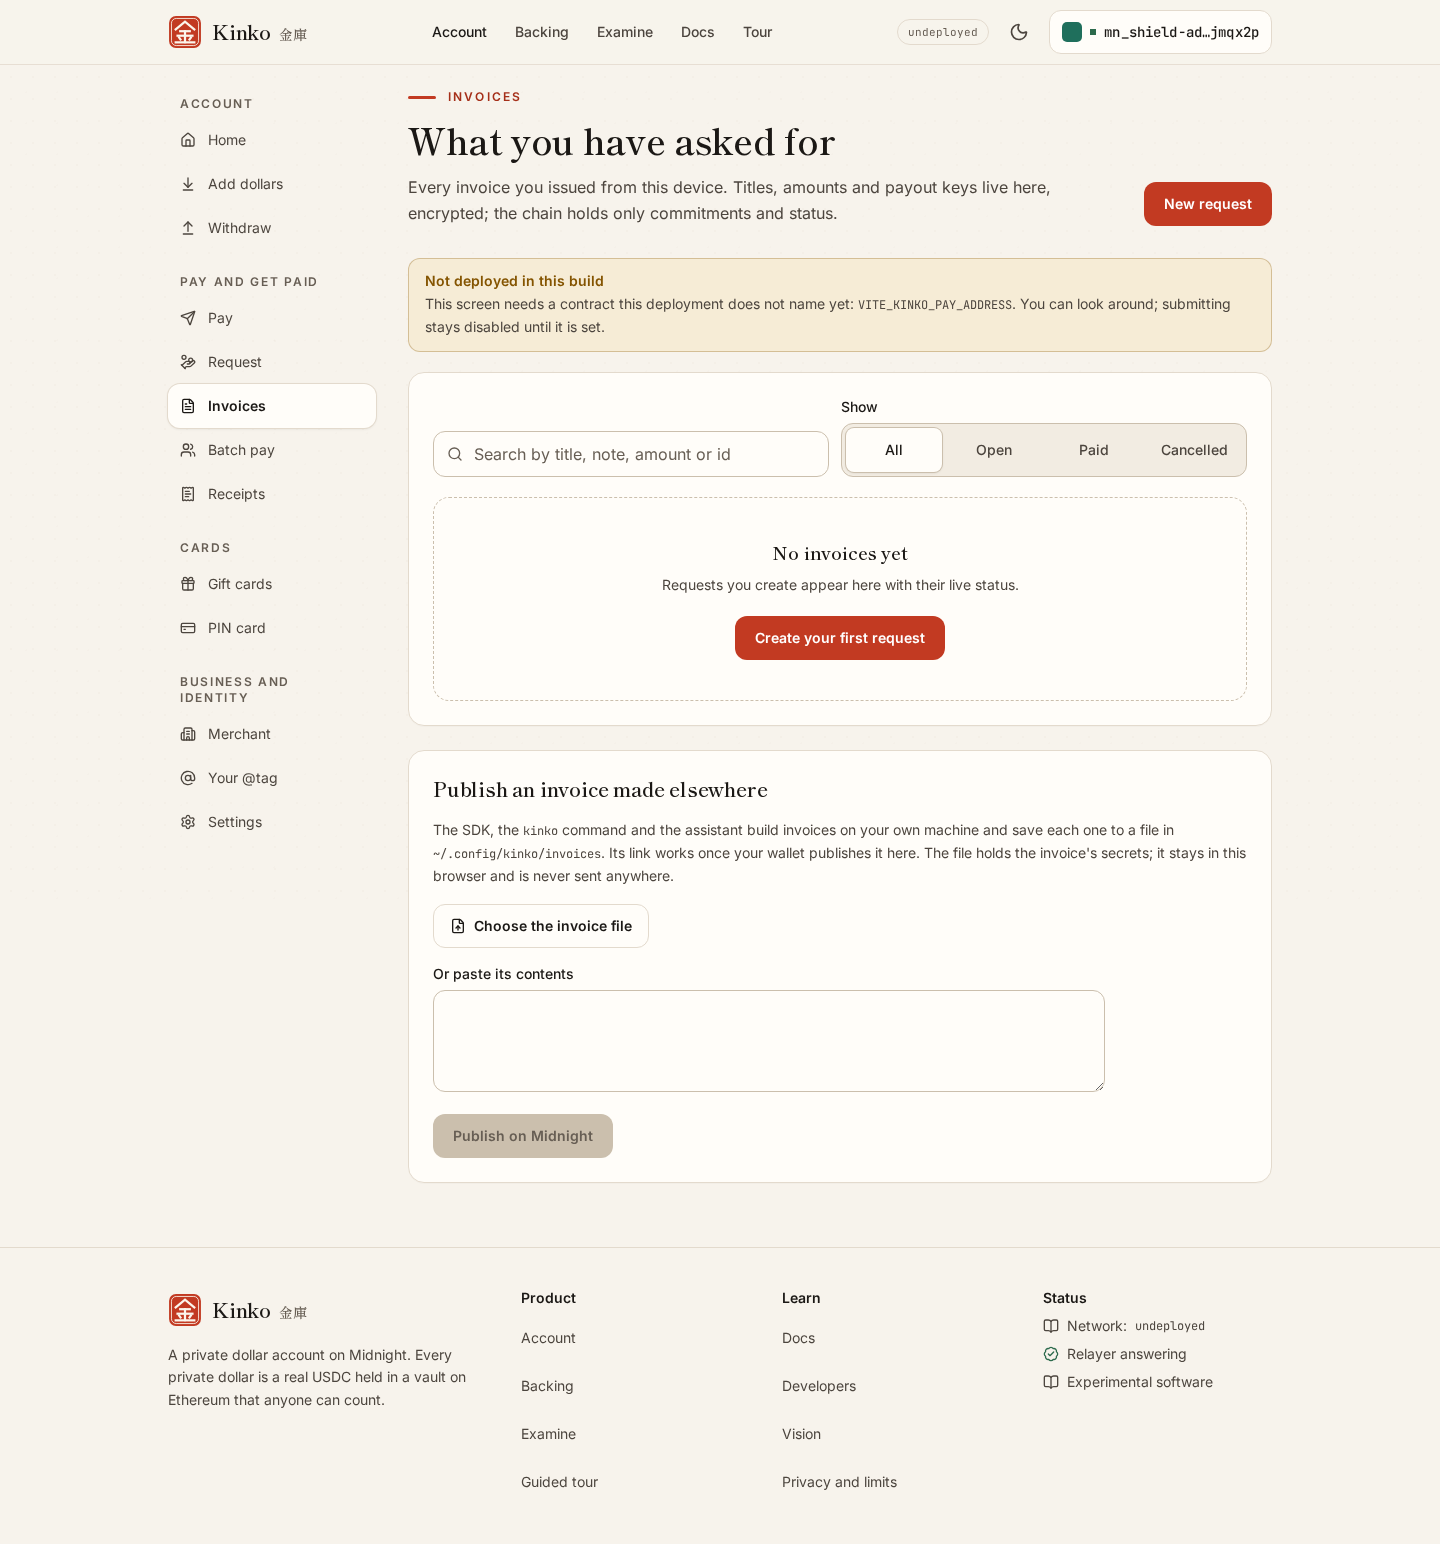 金 Kinko 金庫
Account Backing Examine Docs Tour
undeployed
mn_shield-ad…jmqx2p
ACCOUNT
Home
Add dollars
Withdraw
PAY AND GET PAID
Pay
Request
Invoices
Batch pay
Receipts
CARDS
Gift cards
PIN card
BUSINESS AND
IDENTITY
Merchant
Your @tag
Settings
INVOICES
What you have asked for
Every invoice you issued from this device. Titles, amounts and payout keys live here,
encrypted; the chain holds only commitments and status.
New request
Not deployed in this build
This screen needs a contract this deployment does not name yet: VITE_KINKO_PAY_ADDRESS. You can look around; submitting
stays disabled until it is set.
Search by title, note, amount or id
Show
All Open Paid Cancelled
No invoices yet
Requests you create appear here with their live status.
Create your first request
Publish an invoice made elsewhere
The SDK, the kinko command and the assistant build invoices on your own machine and save each one to a file in
~/.config/kinko/invoices. Its link works once your wallet publishes it here. The file holds the invoice's secrets; it stays in this
browser and is never sent anywhere.
Choose the invoice file
Or paste its contents
Publish on Midnight
金 Kinko 金庫
A private dollar account on Midnight. Every
private dollar is a real USDC held in a vault on
Ethereum that anyone can count.
Product
Account
Backing
Examine
Guided tour
Learn
Docs
Developers
Vision
Privacy and limits
Status
Network: undeployed
Relayer answering
Experimental software